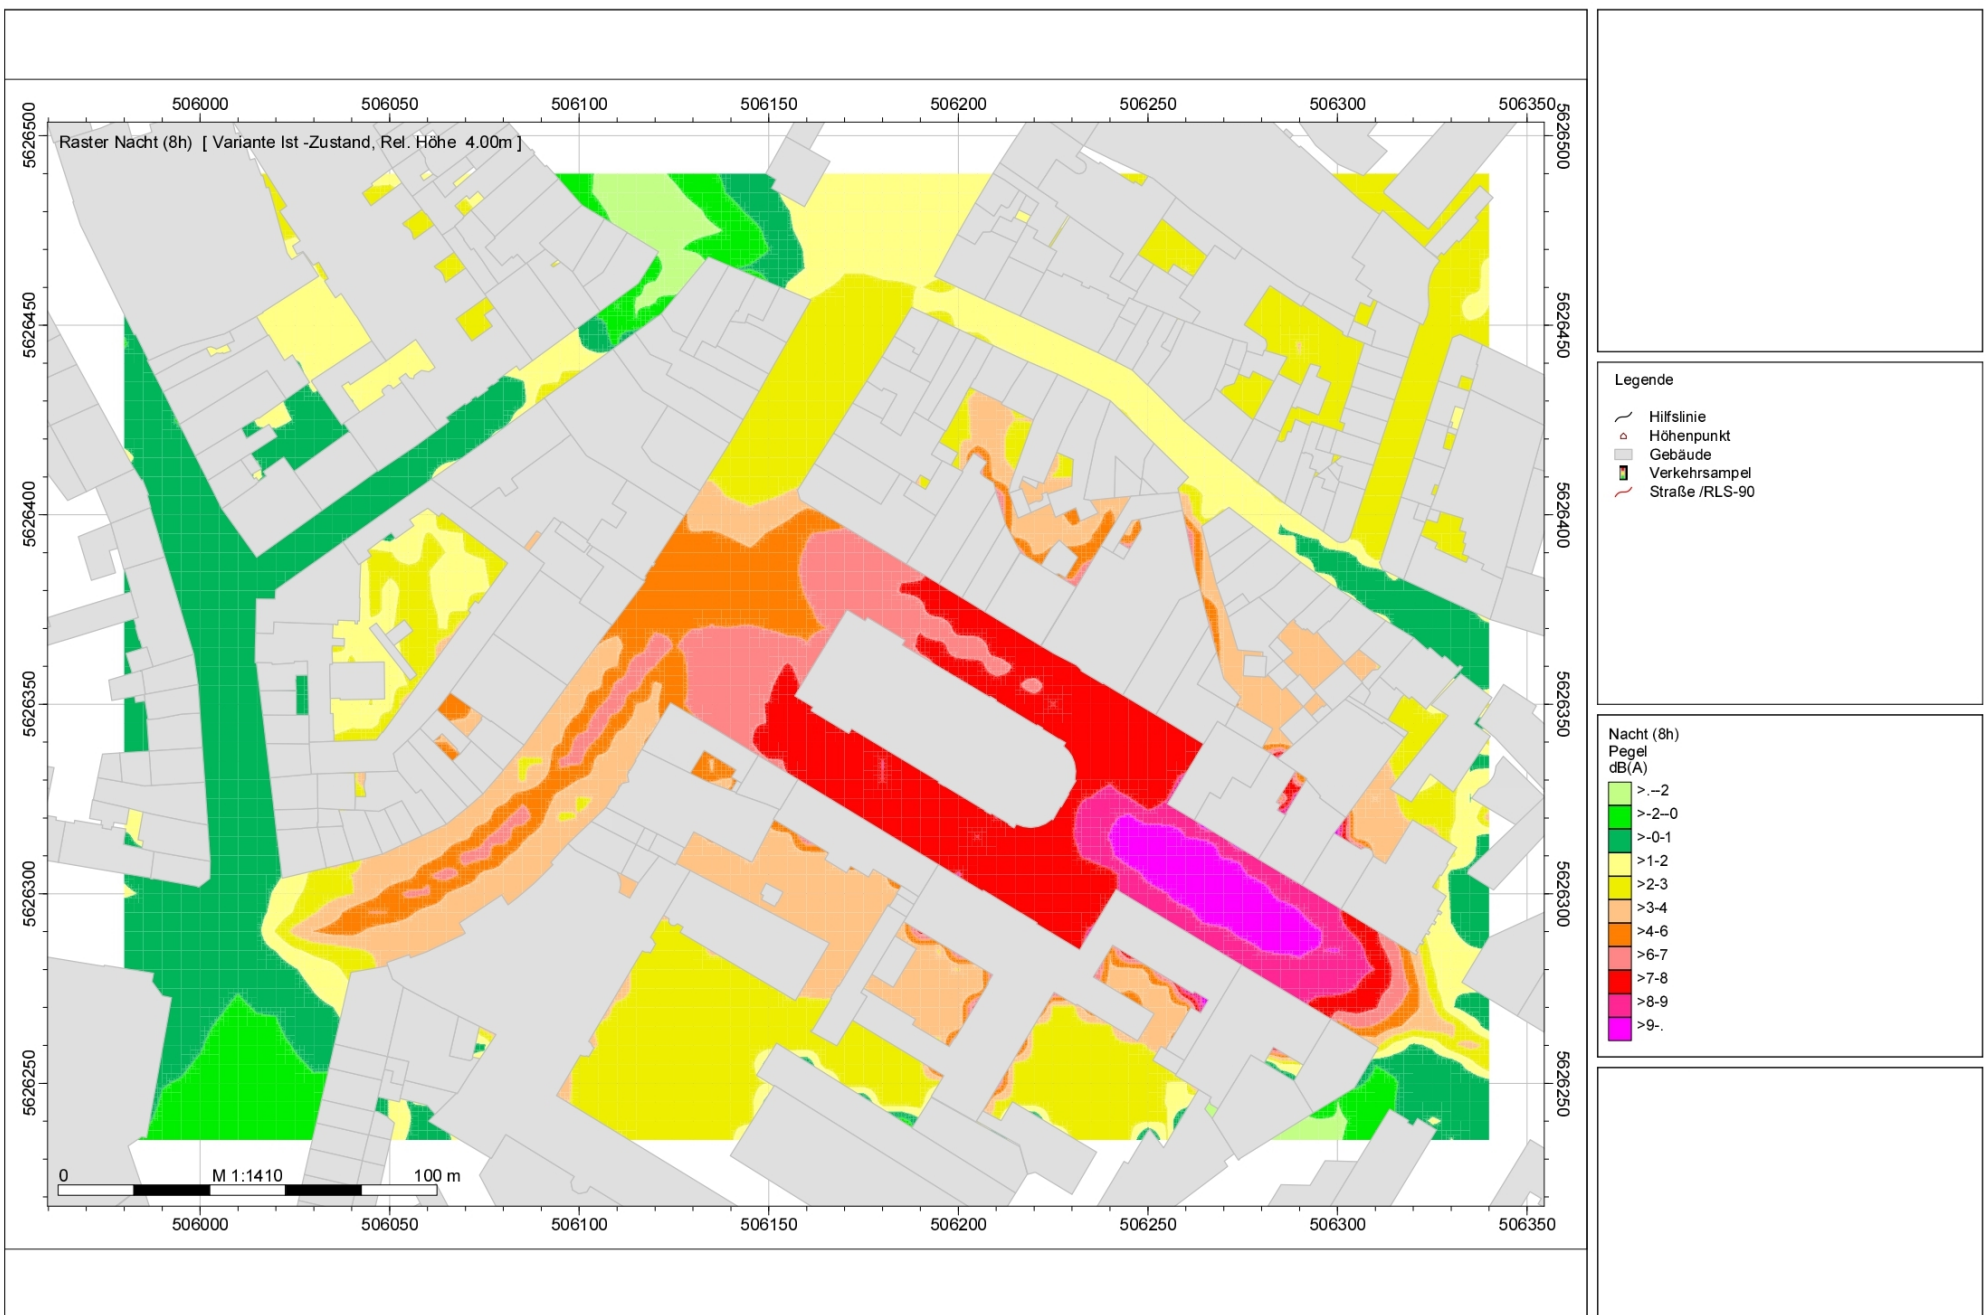 506000 506050 506100 506150 506200 506250 506300 506350
Raster Nacht (8h) [ Variante Ist -Zustand, Rel. Höhe 4.00m ]
5626500
5626450
5626400
5626350
5626300
5626250
5626500
5626450
5626400
5626350
5626300
5626250
0 M 1:1410 100 m
506000 506050 506100 506150 506200 506250 506300 506350
Legende
Hilfslinie
Höhenpunkt
Gebäude
Verkehrsampel
Straße /RLS-90
Nacht (8h)
Pegel
dB(A)
>.--2
>-2--0
>-0-1
>1-2
>2-3
>3-4
>4-6
>6-7
>7-8
>8-9
>9-.